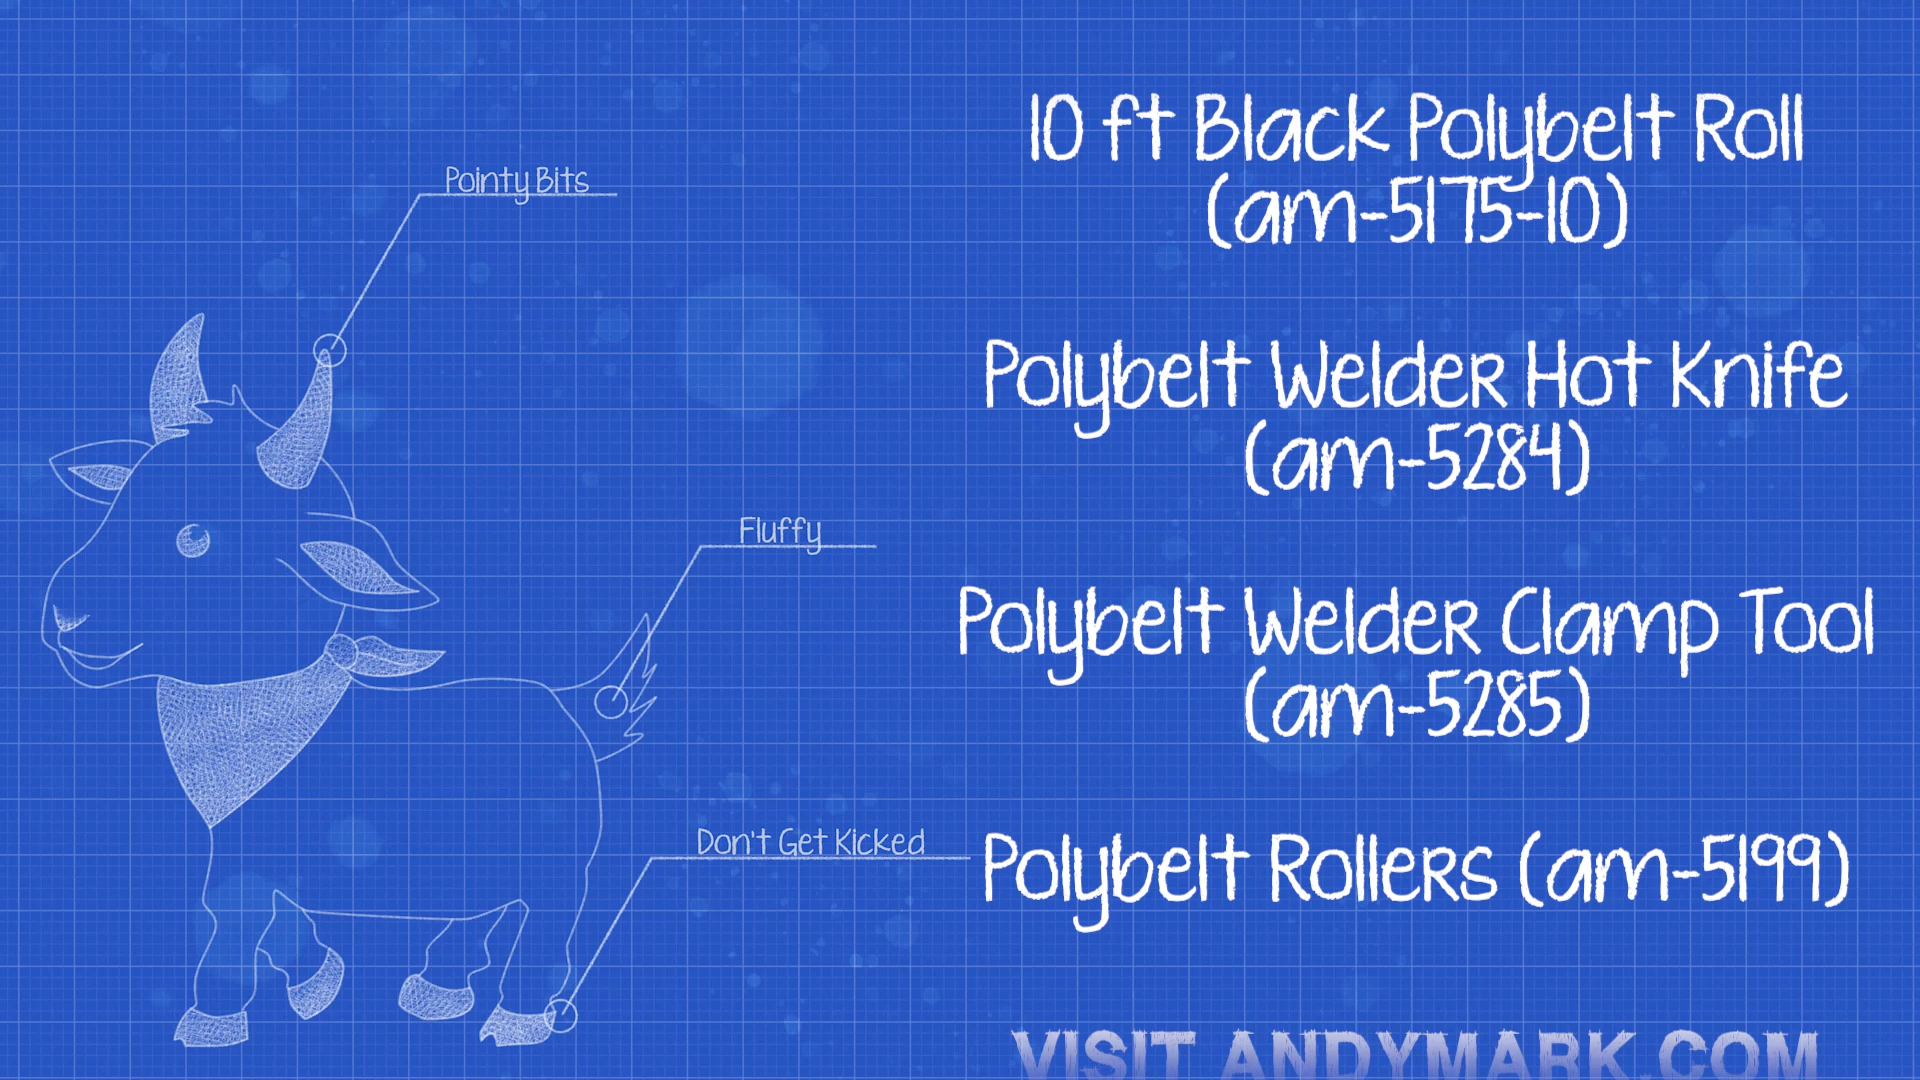 Pointy Bits
Fluffy
Don't Get Kicked
10 ft Black Polybelt Roll
(am-5175-10)
Polybelt Welder Hot Knife
(am-5284)
Polybelt Welder Clamp Tool
(am-5285)
Polybelt Rollers (am-5199)
VISIT ANDYMARK.COM